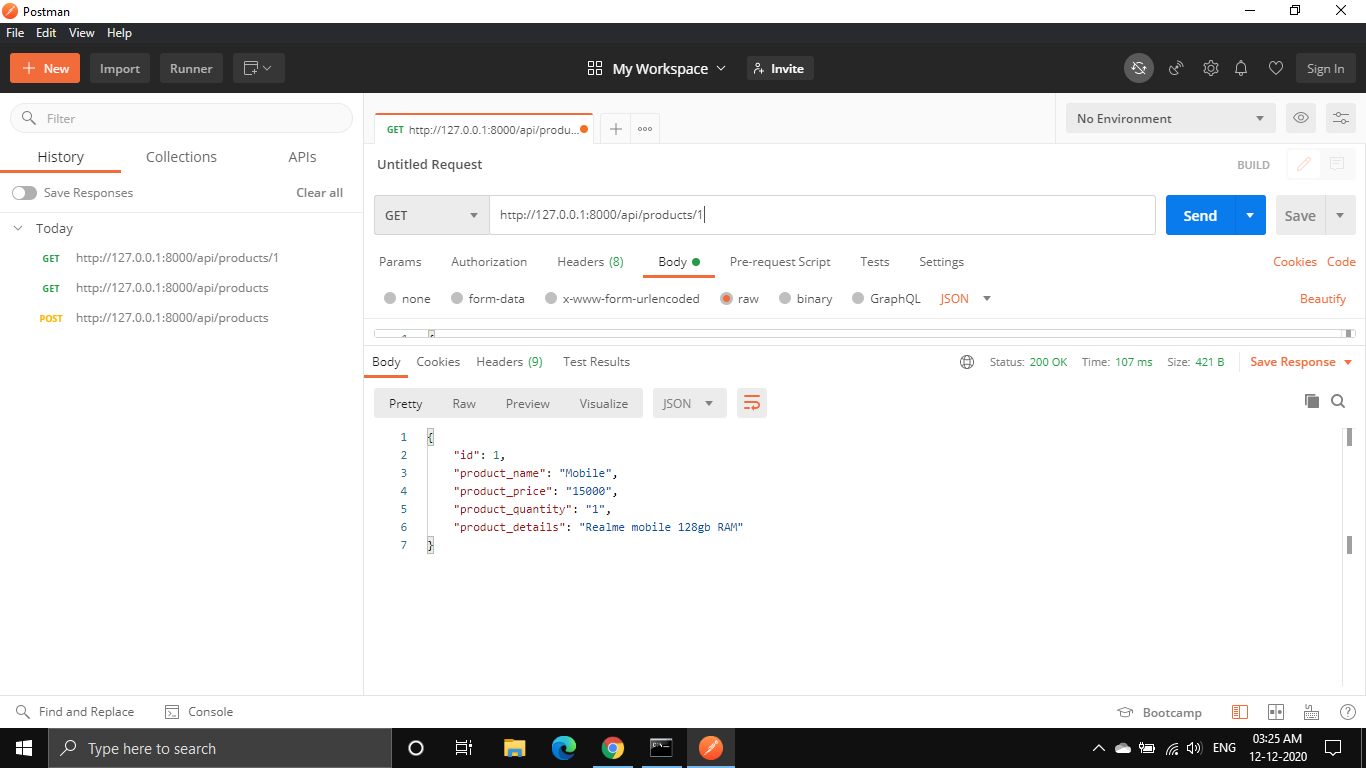 Postman
File Edit View Help
New Import Runner My Workspace Invite Sign In
Filter
History Collections APIs
Save Responses Clear all
Today
GET http://127.0.0.1:8000/api/products/1
GET http://127.0.0.1:8000/api/products
POST http://127.0.0.1:8000/api/products
GET http://127.0.0.1:8000/api/produ...
No Environment
Untitled Request BUILD
GET http://127.0.0.1:8000/api/products/1 Send Save
Params Authorization Headers (8) Body Pre-request Script Tests Settings Cookies Code
none form-data x-www-form-urlencoded raw binary GraphQL JSON Beautify
Body Cookies Headers (9) Test Results Status: 200 OK Time: 107 ms Size: 421 B Save Response
Pretty Raw Preview Visualize JSON
1 {
2 "id": 1,
3 "product_name": "Mobile",
4 "product_price": "15000",
5 "product_quantity": "1",
6 "product_details": "Realme mobile 128gb RAM"
7 }
Find and Replace Console Bootcamp
Type here to search
ENG
03:25 AM
12-12-2020